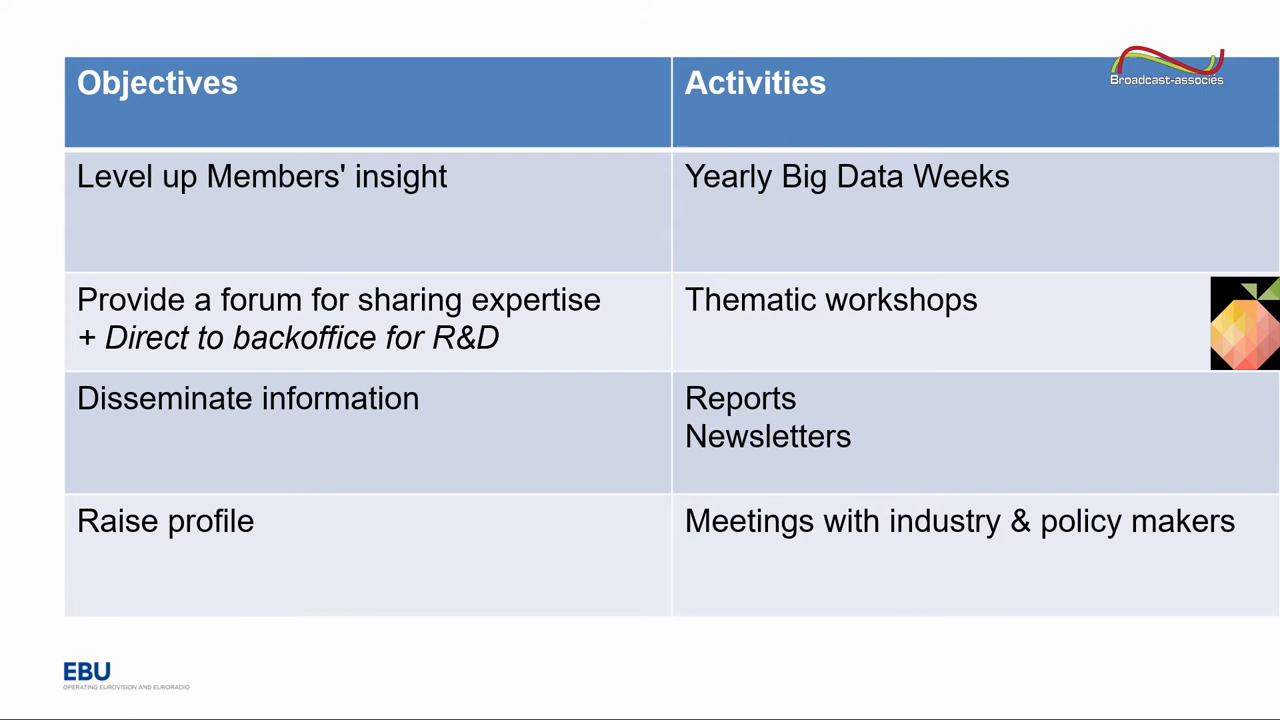 Objectives
Activities
Broadcast-associés
Level up Members' insight
Yearly Big Data Weeks
Provide a forum for sharing expertise
+ Direct to backoffice for R&D
Thematic workshops
Disseminate information
Reports
Newsletters
Raise profile
Meetings with industry & policy makers
EBU
OPERATING EUROVISION AND EURORADIO